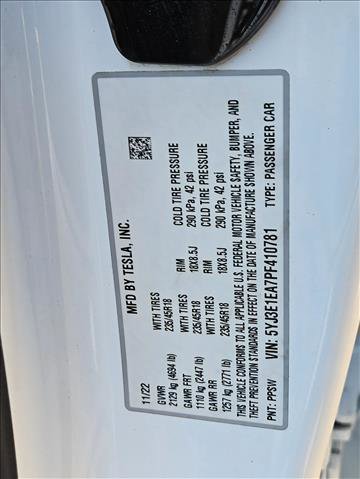 MFD BY TESLA, INC.
11/22 WITH TIRES RIM COLD TIRE PRESSURE
GVWR 235/45R18 18X8.5J 290 kPa, 42 psi
2129 kg (4694 lb)
GAWR FRT WITH TIRES RIM COLD TIRE PRESSURE
1110 kg (2447 lb) 235/45R18 18X8.5J 290 kPa, 42 psi
GAWR RR
1257 kg (2771 lb)
THIS VEHICLE CONFORMS TO ALL APPLICABLE U.S. FEDERAL MOTOR VEHICLE SAFETY, BUMPER, AND
THEFT PREVENTION STANDARDS IN EFFECT ON THE DATE OF MANUFACTURE SHOWN ABOVE.
VIN: 5YJ3E1EA7PF410781
PNT: PPSW TYPE: PASSENGER CAR